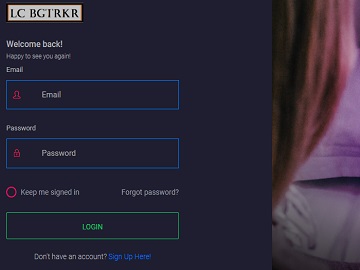 LC BGTRKR
Welcome back!
Happy to see you again!
Email
Email
Password
Password
Keep me signed in Forgot password?
LOGIN
Don't have an account? Sign Up Here!